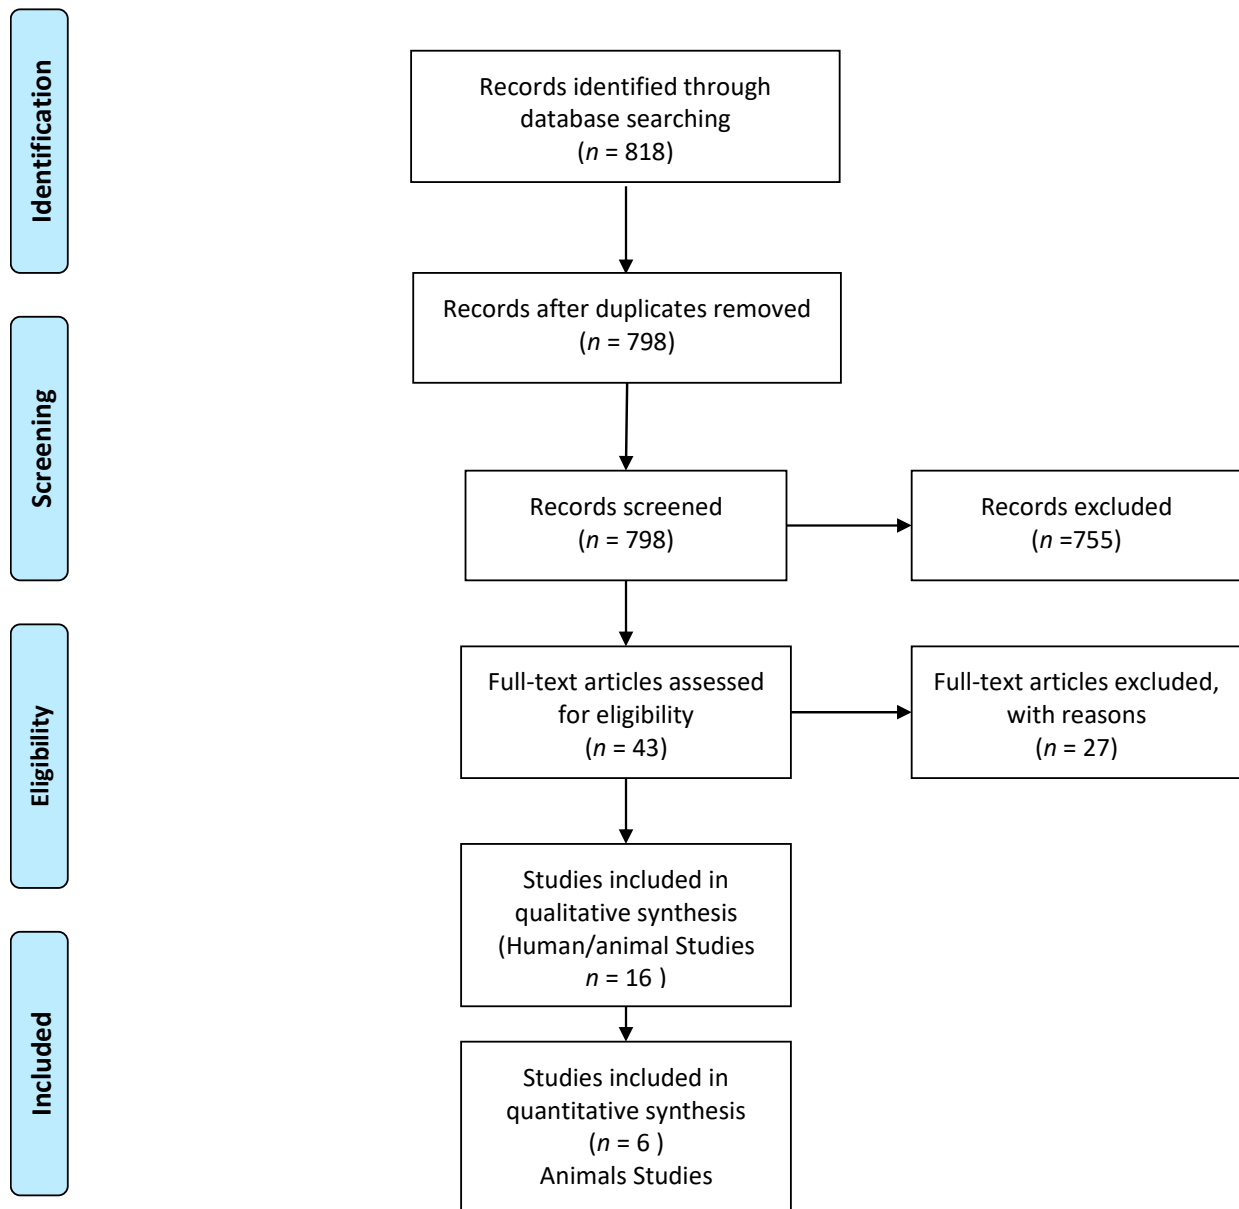 Identification
Records identified through
database searching
(n = 818)
Records after duplicates removed
(n = 798)
Screening
Records screened
(n = 798)
Records excluded
(n =755)
Eligibility
Full-text articles assessed
for eligibility
(n = 43)
Full-text articles excluded,
with reasons
(n = 27)
Studies included in
qualitative synthesis
(Human/animal Studies
n = 16 )
Included
Studies included in
quantitative synthesis
(n = 6 )
Animals Studies